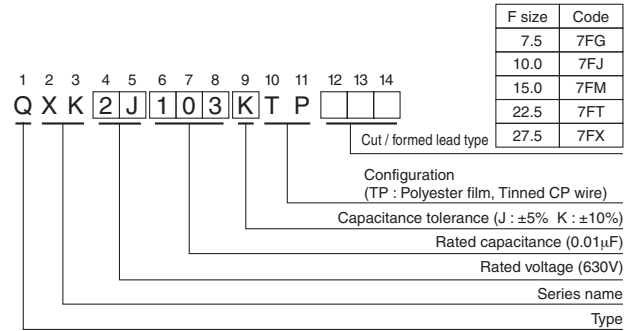 F size Code
7.5 7FG
10.0 7FJ
15.0 7FM
22.5 7FT
27.5 7FX
1 2 3 4 5 6 7 8 9 10 11 12 13 14
Q X K 2 J 1 0 3 K T P
Cut / formed lead type
Configuration
(TP : Polyester film, Tinned CP wire)
Capacitance tolerance (J : ±5% K : ±10%)
Rated capacitance (0.01μF)
Rated voltage (630V)
Series name
Type